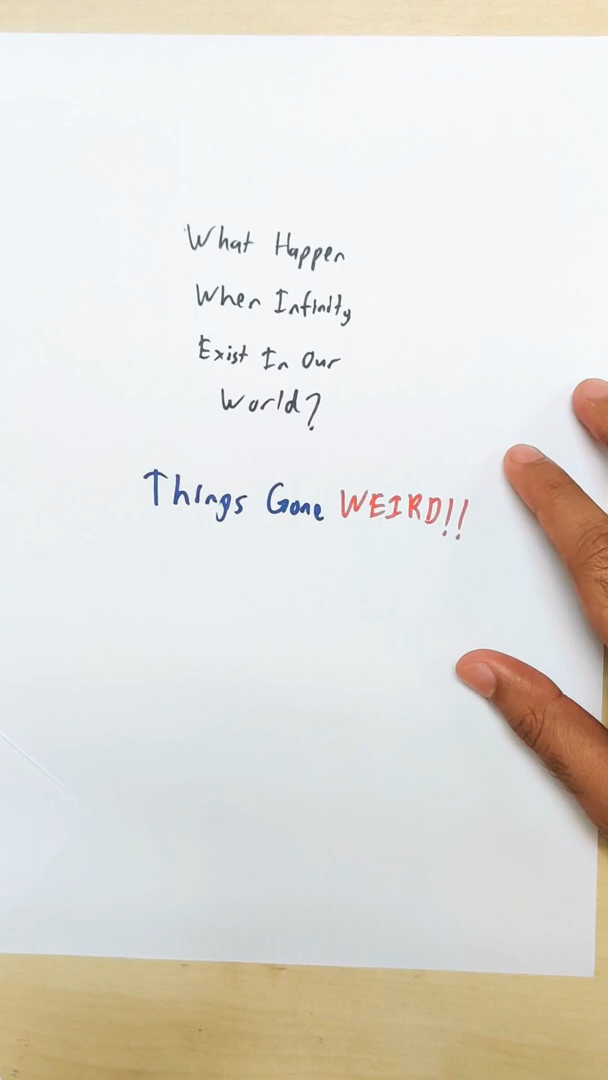 What Happen
When Infinity
Exist In Our
World?
Things Gone WEIRD!!